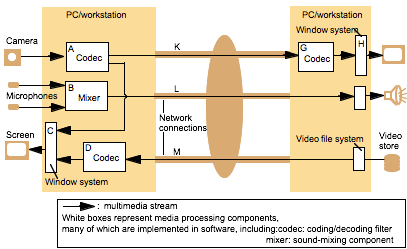 PC/workstation
PC/workstation
Window system
Camera
A
Codec
K
G
Codec
H
Microphones
B
Mixer
L
Network
connections
Screen
C
D
Codec
M
Video file system
Video
store
Window system
: multimedia stream
White boxes represent media processing components,
many of which are implemented in software, including:codec: coding/decoding filter
mixer: sound-mixing component